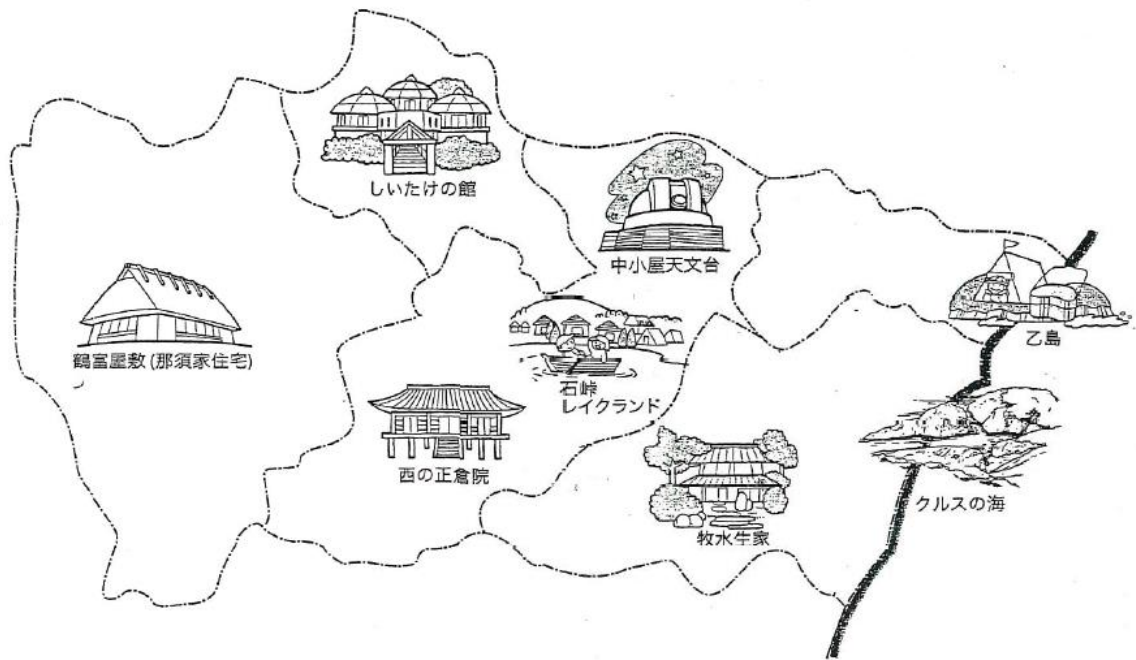 しいたけの館
中小屋天文台
乙島
鶴富屋敷(那須家住宅)
石峠
レイクランド
西の正倉院
クルスの海
牧水生家